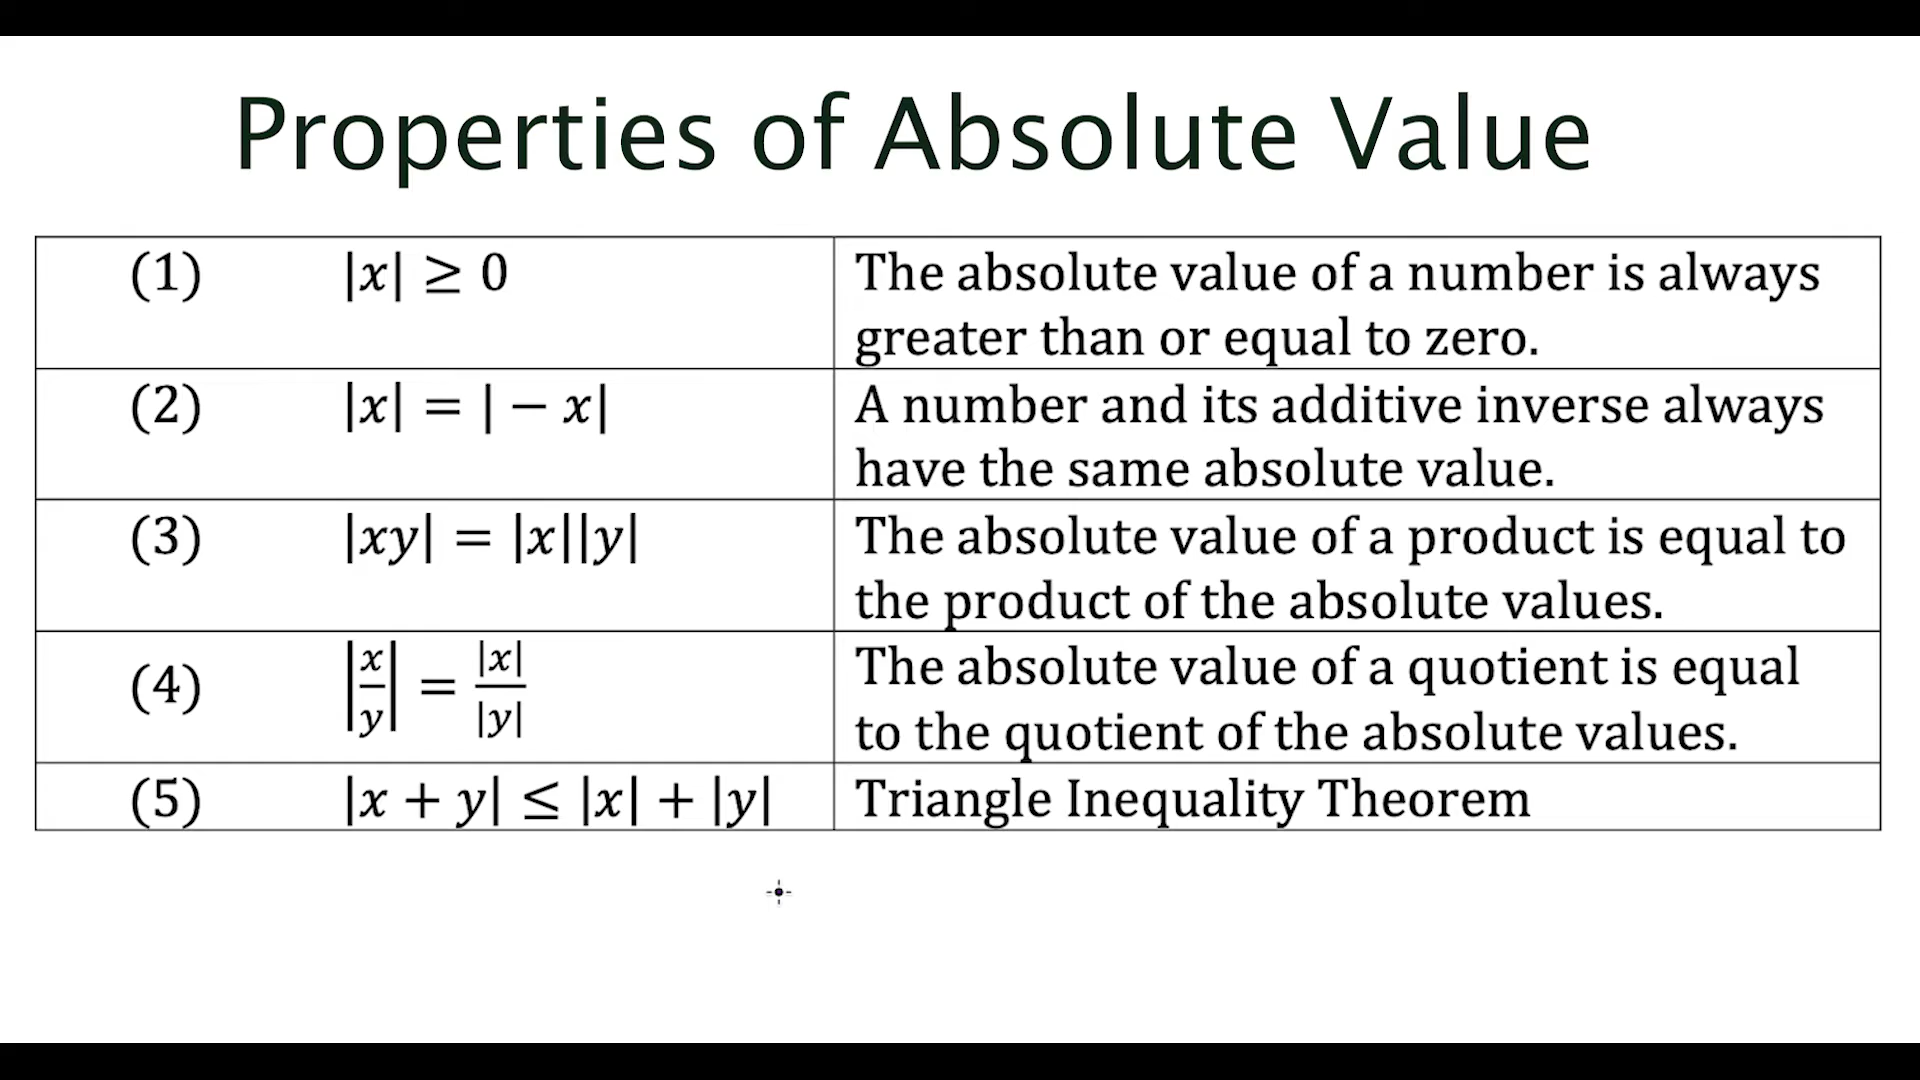 Properties of Absolute Value
(1) |x| ≥ 0 The absolute value of a number is always
greater than or equal to zero.
(2) |x| = | − x| A number and its additive inverse always
have the same absolute value.
(3) |xy| = |x||y| The absolute value of a product is equal to
the product of the absolute values.
(4) |x/y| = |x|/|y| The absolute value of a quotient is equal
to the quotient of the absolute values.
(5) |x + y| ≤ |x| + |y| Triangle Inequality Theorem